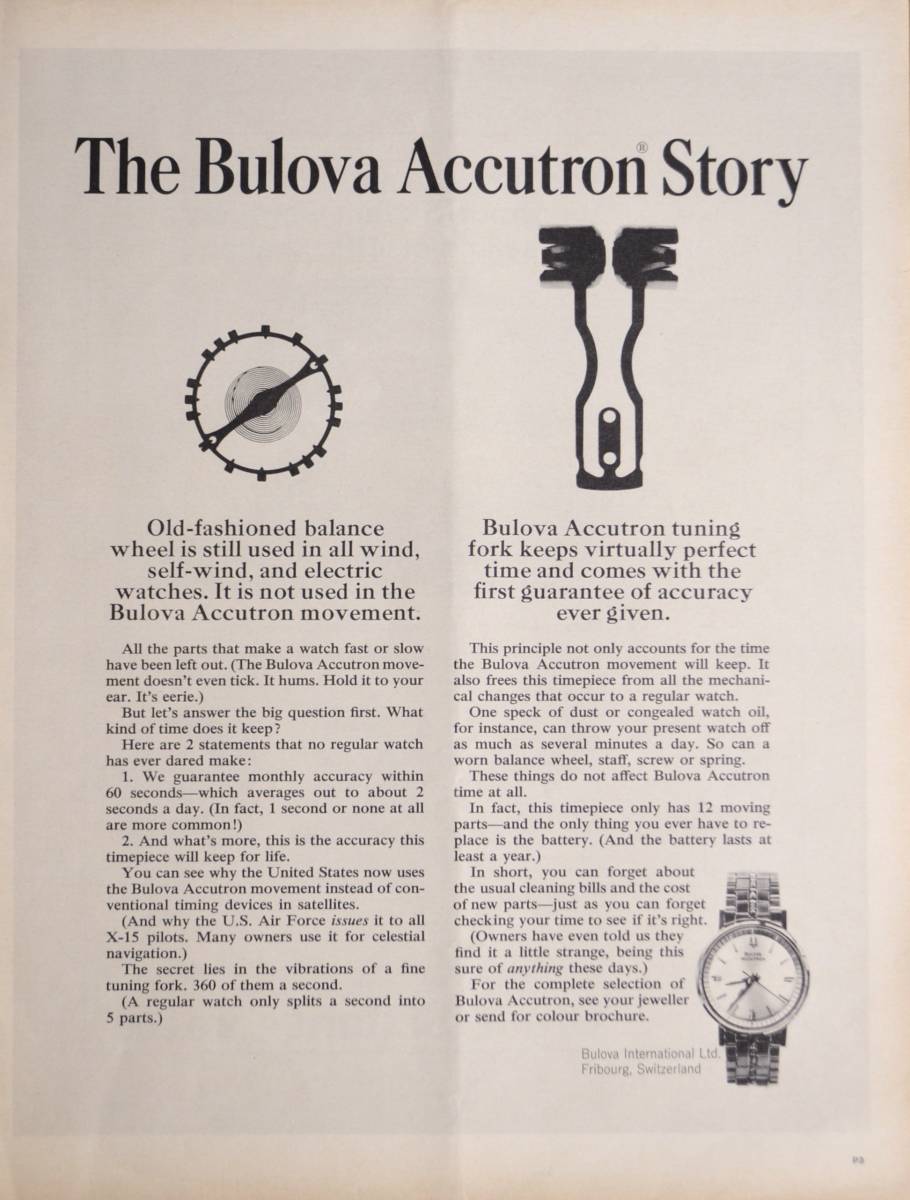 The Bulova Accutron® Story
Old-fashioned balance
wheel is still used in all wind,
self-wind, and electric
watches. It is not used in the
Bulova Accutron movement.
All the parts that make a watch fast or slow
have been left out. (The Bulova Accutron move-
ment doesn't even tick. It hums. Hold it to your
ear. It's eerie.)
But let's answer the big question first. What
kind of time does it keep?
Here are 2 statements that no regular watch
has ever dared make:
1. We guarantee monthly accuracy within
60 seconds—which averages out to about 2
seconds a day. (In fact, 1 second or none at all
are more common!)
2. And what's more, this is the accuracy this
timepiece will keep for life.
You can see why the United States now uses
the Bulova Accutron movement instead of con-
ventional timing devices in satellites.
(And why the U.S. Air Force issues it to all
X-15 pilots. Many owners use it for celestial
navigation.)
The secret lies in the vibrations of a fine
tuning fork. 360 of them a second.
(A regular watch only splits a second into
5 parts.)
Bulova Accutron tuning
fork keeps virtually perfect
time and comes with the
first guarantee of accuracy
ever given.
This principle not only accounts for the time
the Bulova Accutron movement will keep. It
also frees this timepiece from all the mechani-
cal changes that occur to a regular watch.
One speck of dust or congealed watch oil,
for instance, can throw your present watch off
as much as several minutes a day. So can a
worn balance wheel, staff, screw or spring.
These things do not affect Bulova Accutron
time at all.
In fact, this timepiece only has 12 moving
parts—and the only thing you ever have to re-
place is the battery. (And the battery lasts at
least a year.)
In short, you can forget about
the usual cleaning bills and the cost
of new parts—just as you can forget
checking your time to see if it's right.
(Owners have even told us they
find it a little strange, being this
sure of anything these days.)
For the complete selection of
Bulova Accutron, see your jeweller
or send for colour brochure.
BULOVA
ACCUTRON
Bulova International Ltd.
Fribourg, Switzerland